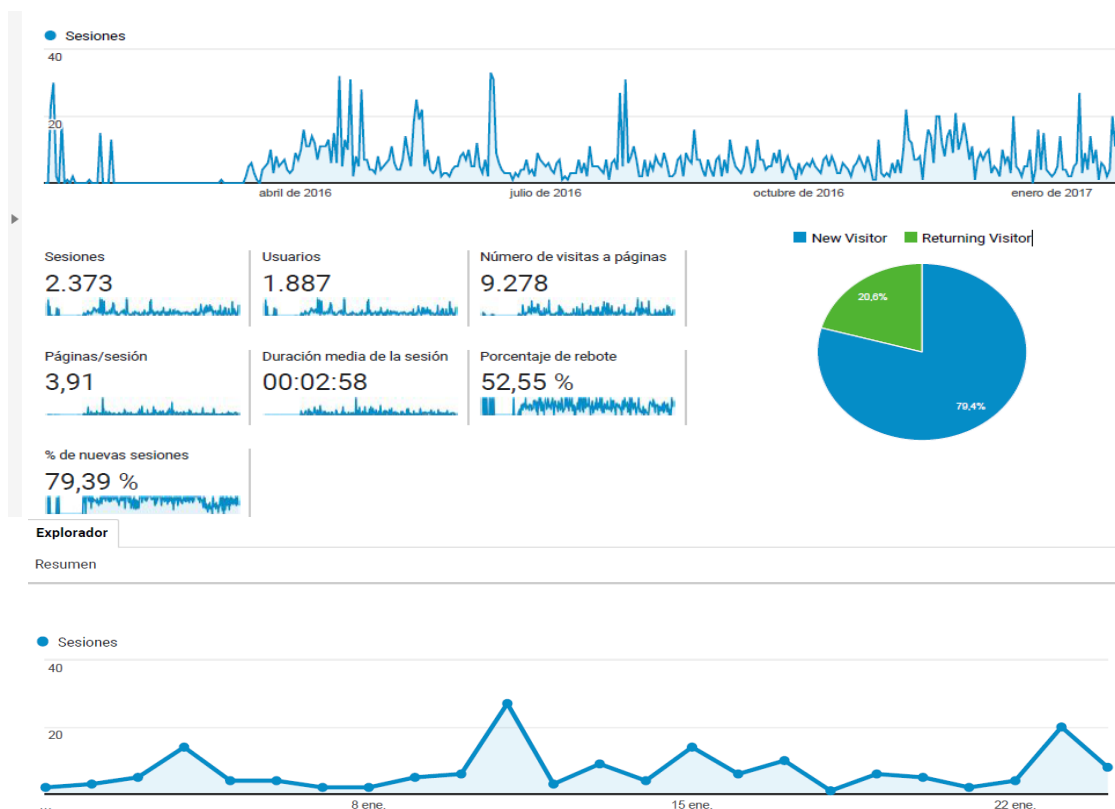 Sesiones
40
20
abril de 2016 julio de 2016 octubre de 2016 enero de 2017
New Visitor Returning Visitor
Sesiones Usuarios Número de visitas a páginas
2.373 1.887 9.278
20,6%
Páginas/sesión Duración media de la sesión Porcentaje de rebote
3,91 00:02:58 52,55 %
79,4%
% de nuevas sesiones
79,39 %
Explorador
Resumen
Sesiones
40
20
... 8 ene. 15 ene. 22 ene.